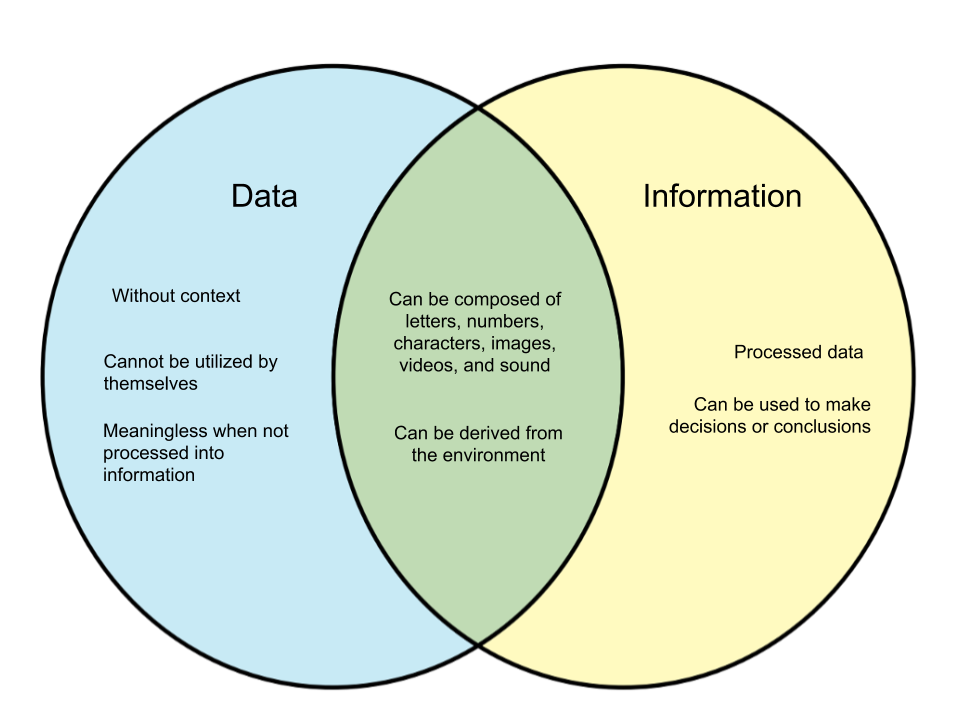 Data
Information
Without context
Cannot be utilized by
themselves
Meaningless when not
processed into
information
Can be composed of
letters, numbers,
characters, images,
videos, and sound
Can be derived from
the environment
Processed data
Can be used to make
decisions or conclusions